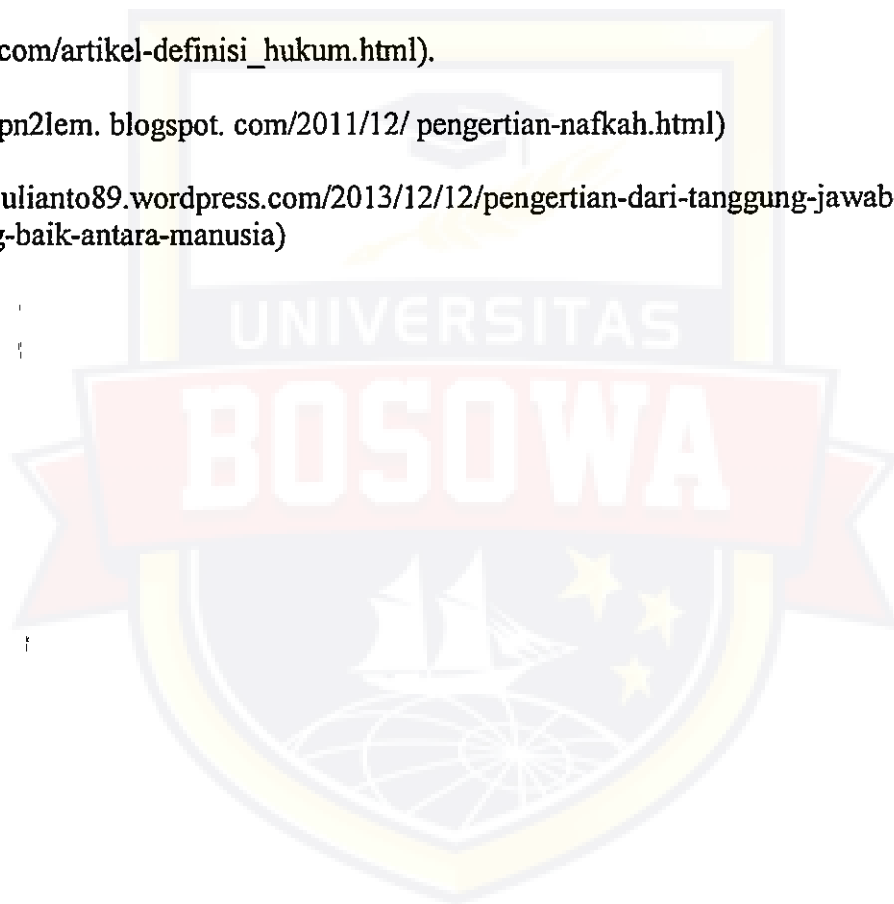 com/artikel-definisi_hukum.html).
pn2lem. blogspot. com/2011/12/ pengertian-nafkah.html)
ulianto89.wordpress.com/2013/12/12/pengertian-dari-tanggung-jawab
g-baik-antara-manusia)
UNIVERSITAS
BOSOWA